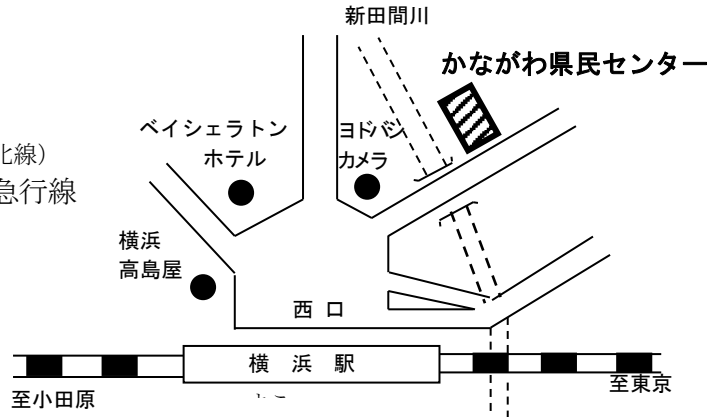 新田間川
かながわ県民センター
ベイシェラトン
ホテル
ヨドバシ
カメラ
北線）
急行線
横浜
高島屋
西 口
横 浜 駅
至小田原
至東京